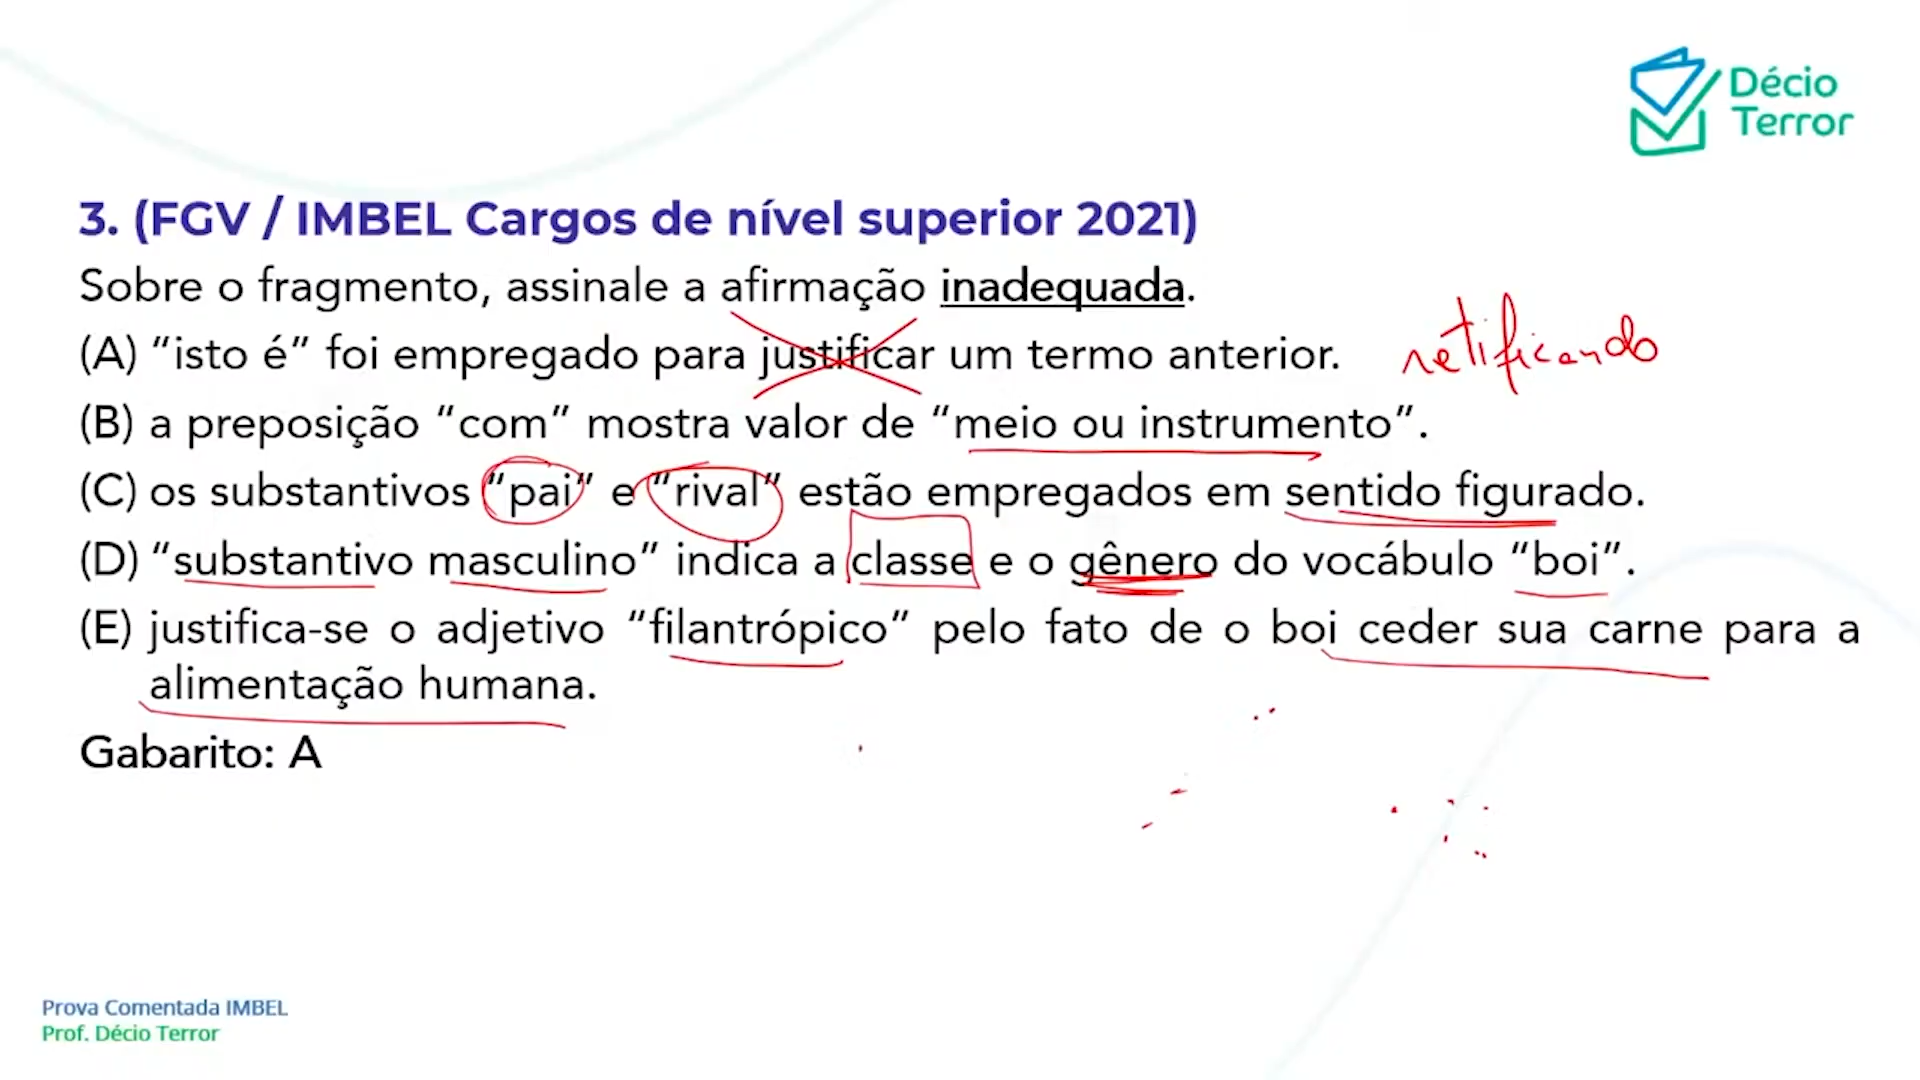 Décio
Terror
3. (FGV / IMBEL Cargos de nível superior 2021)
Sobre o fragmento, assinale a afirmação inadequada.
(A) “isto é” foi empregado para justificar um termo anterior. retificando
(B) a preposição “com” mostra valor de “meio ou instrumento”.
(C) os substantivos “pai” e “rival” estão empregados em sentido figurado.
(D) “substantivo masculino” indica a classe e o gênero do vocábulo “boi”.
(E) justifica-se o adjetivo “filantrópico” pelo fato de o boi ceder sua carne para a
alimentação humana.
Gabarito: A
Prova Comentada IMBEL
Prof. Décio Terror